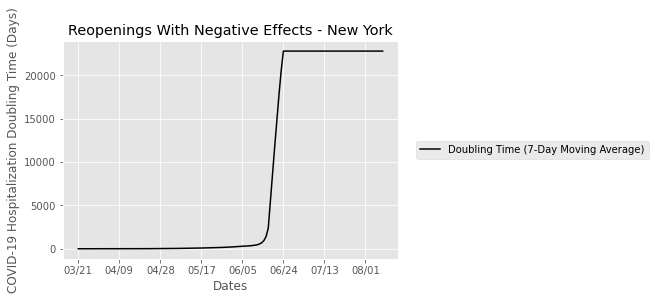 Reopenings With Negative Effects - New York
COVID-19 Hospitalization Doubling Time (Days)
20000
15000
10000
5000
0
03/21 04/09 04/28 05/17 06/05 06/24 07/13 08/01
Dates
Doubling Time (7-Day Moving Average)